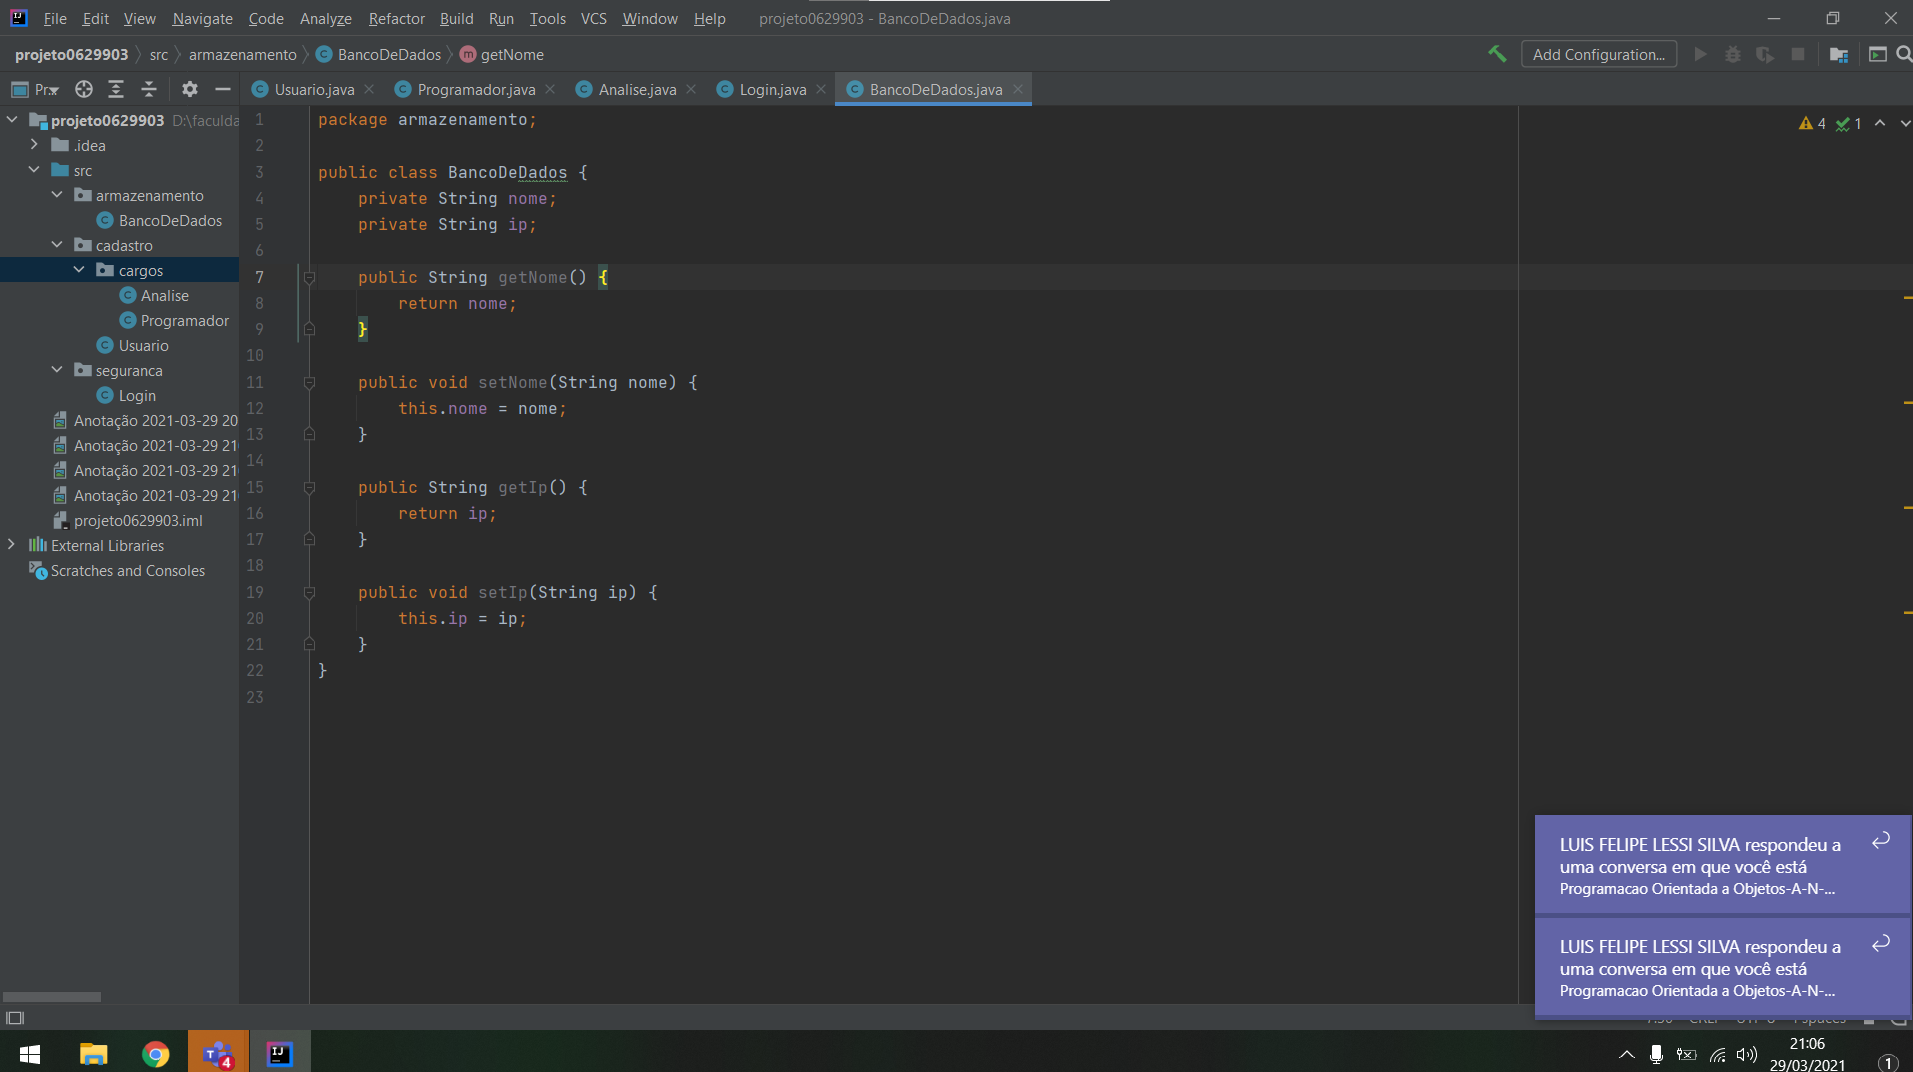 File Edit View Navigate Code Analyze Refactor Build Run Tools VCS Window Help projeto0629903 - BancoDeDados.java
projeto0629903 src armazenamento BancoDeDados getNome Add Configuration...
Pr... Usuario.java Programador.java Analise.java Login.java BancoDeDados.java
projeto0629903 D:\faculda
.idea
src
armazenamento
BancoDeDados
cadastro
cargos
Analise
Programador
Usuario
seguranca
Login
Anotação 2021-03-29 20
Anotação 2021-03-29 21
Anotação 2021-03-29 21
Anotação 2021-03-29 21
projeto0629903.iml
External Libraries
Scratches and Consoles
1 package armazenamento;
2
3 public class BancoDeDados {
4 private String nome;
5 private String ip;
6
7 public String getNome() {
8 return nome;
9 }
10
11 public void setNome(String nome) {
12 this.nome = nome;
13 }
14
15 public String getIp() {
16 return ip;
17 }
18
19 public void setIp(String ip) {
20 this.ip = ip;
21 }
22 }
23
4 1
LUIS FELIPE LESSI SILVA respondeu a
uma conversa em que você está
Programacao Orientada a Objetos-A-N-...
LUIS FELIPE LESSI SILVA respondeu a
uma conversa em que você está
Programacao Orientada a Objetos-A-N-...
4
21:06
29/03/2021
1